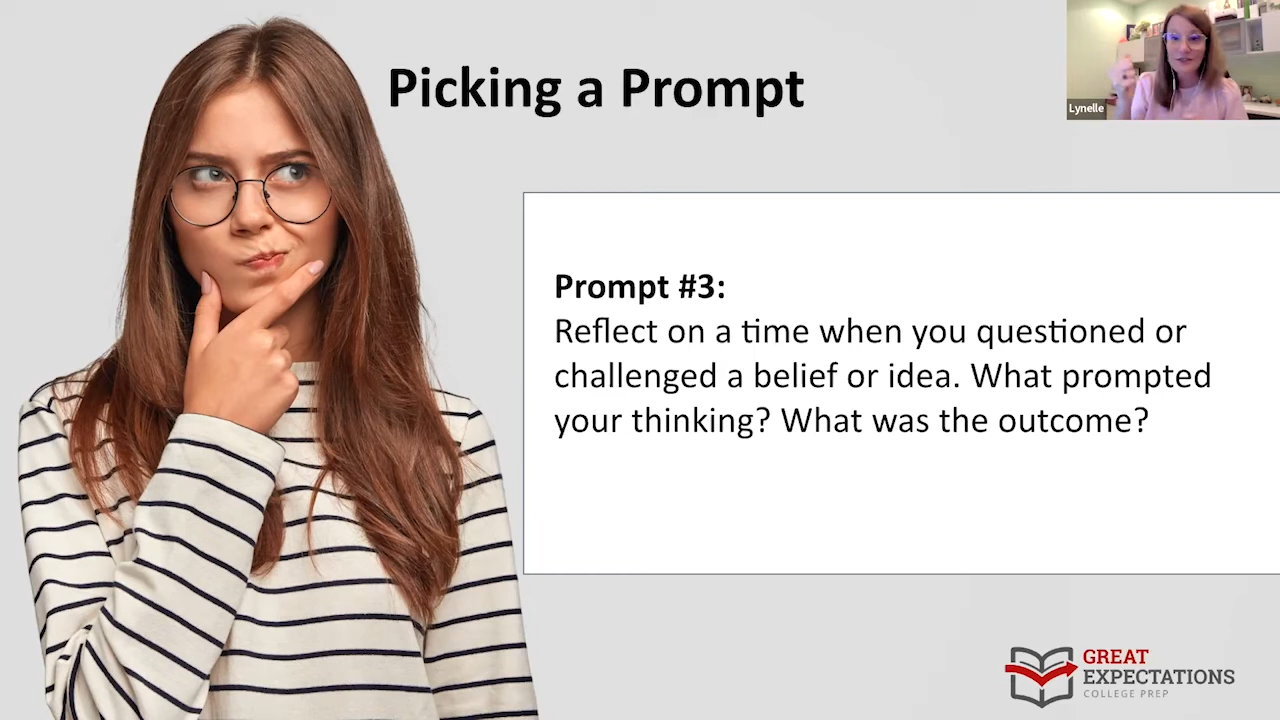 Picking a Prompt
Lynelle
Prompt #3:
Reflect on a time when you questioned or
challenged a belief or idea. What prompted
your thinking? What was the outcome?
GREAT
EXPECTATIONS
COLLEGE PREP